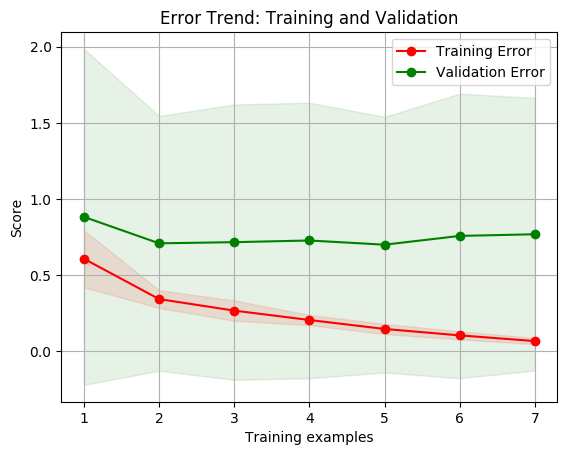 Error Trend: Training and Validation
Training Error
Validation Error
2.0
1.5
1.0
0.5
0.0
Score
1 2 3 4 5 6 7
Training examples